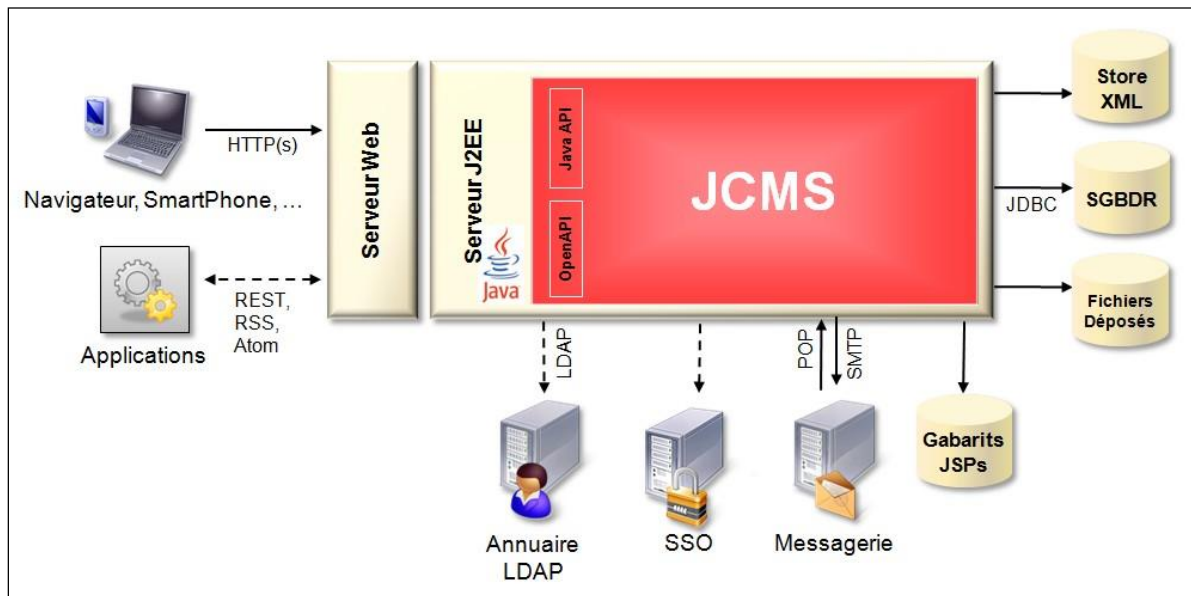 HTTP(s)
Navigateur, SmartPhone, ...
REST,
RSS,
Atom
Applications
Serveur Web
Serveur J2EE
Java
Java API
OpenAPI
JCMS
Store
XML
JDBC
SGBDR
Fichiers
Déposés
LDAP
POP
SMTP
Annuaire
LDAP
SSO
Messagerie
Gabarits
JSPs